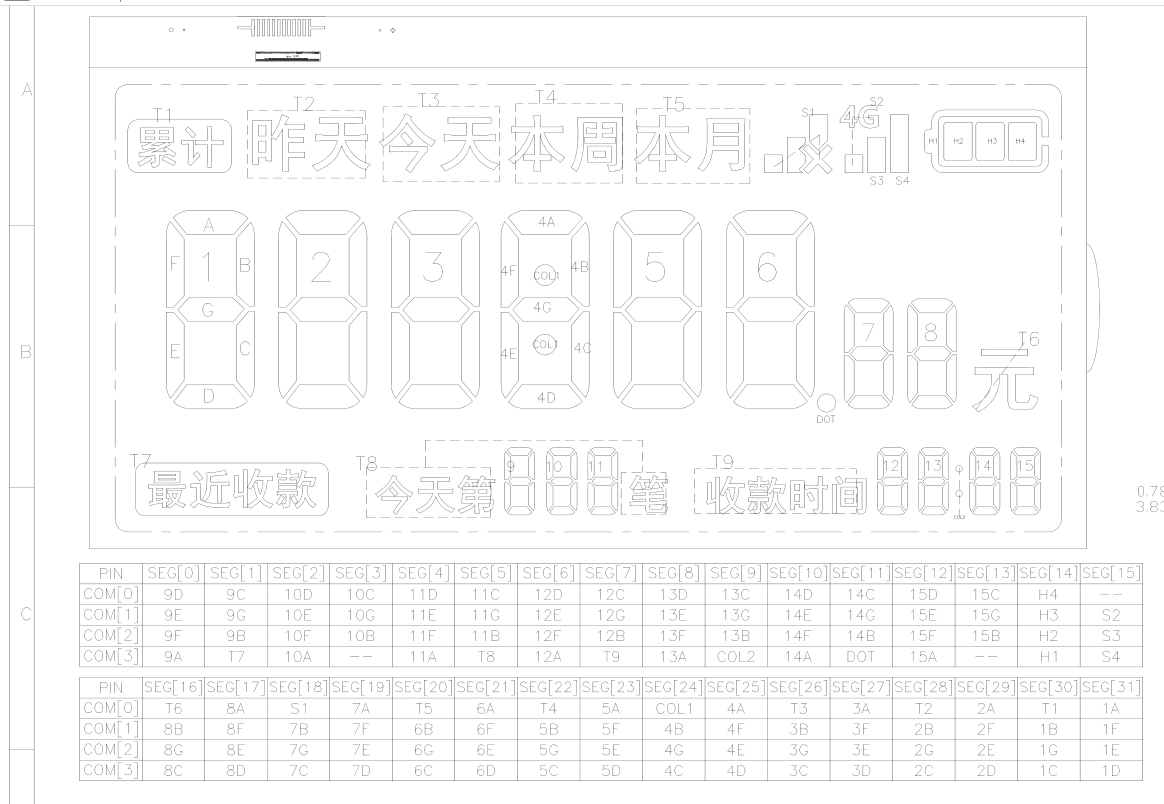 A
T1 T2 T3 T4 T5 S1 4G S2
累计 昨天 今天 本周 本月 S3 S4 H1 H2 H3 H4
A 4A
F 1 B 2 3 4F COL1 4B 5 6
G 4G
B
E C 4E COL1 4C 7 8 T6
D 4D DOT 元
T7 T8 T9
最近收款 今天第 9 10 11 笔 收款时间 12 13 COL2 14 15
0.78
3.83
C
PIN SEG[0] SEG[1] SEG[2] SEG[3] SEG[4] SEG[5] SEG[6] SEG[7] SEG[8] SEG[9] SEG[10] SEG[11] SEG[12] SEG[13] SEG[14] SEG[15]
COM[0] 9D 9C 10D 10C 11D 11C 12D 12C 13D 13C 14D 14C 15D 15C H4 --
COM[1] 9E 9G 10E 10G 11E 11G 12E 12G 13E 13G 14E 14G 15E 15G H3 S2
COM[2] 9F 9B 10F 10B 11F 11B 12F 12B 13F 13B 14F 14B 15F 15B H2 S3
COM[3] 9A T7 10A -- 11A T8 12A T9 13A COL2 14A DOT 15A -- H1 S4
PIN SEG[16] SEG[17] SEG[18] SEG[19] SEG[20] SEG[21] SEG[22] SEG[23] SEG[24] SEG[25] SEG[26] SEG[27] SEG[28] SEG[29] SEG[30] SEG[31]
COM[0] T6 8A S1 7A T5 6A T4 5A COL1 4A T3 3A T2 2A T1 1A
COM[1] 8B 8F 7B 7F 6B 6F 5B 5F 4B 4F 3B 3F 2B 2F 1B 1F
COM[2] 8G 8E 7G 7E 6G 6E 5G 5E 4G 4E 3G 3E 2G 2E 1G 1E
COM[3] 8C 8D 7C 7D 6C 6D 5C 5D 4C 4D 3C 3D 2C 2D 1C 1D